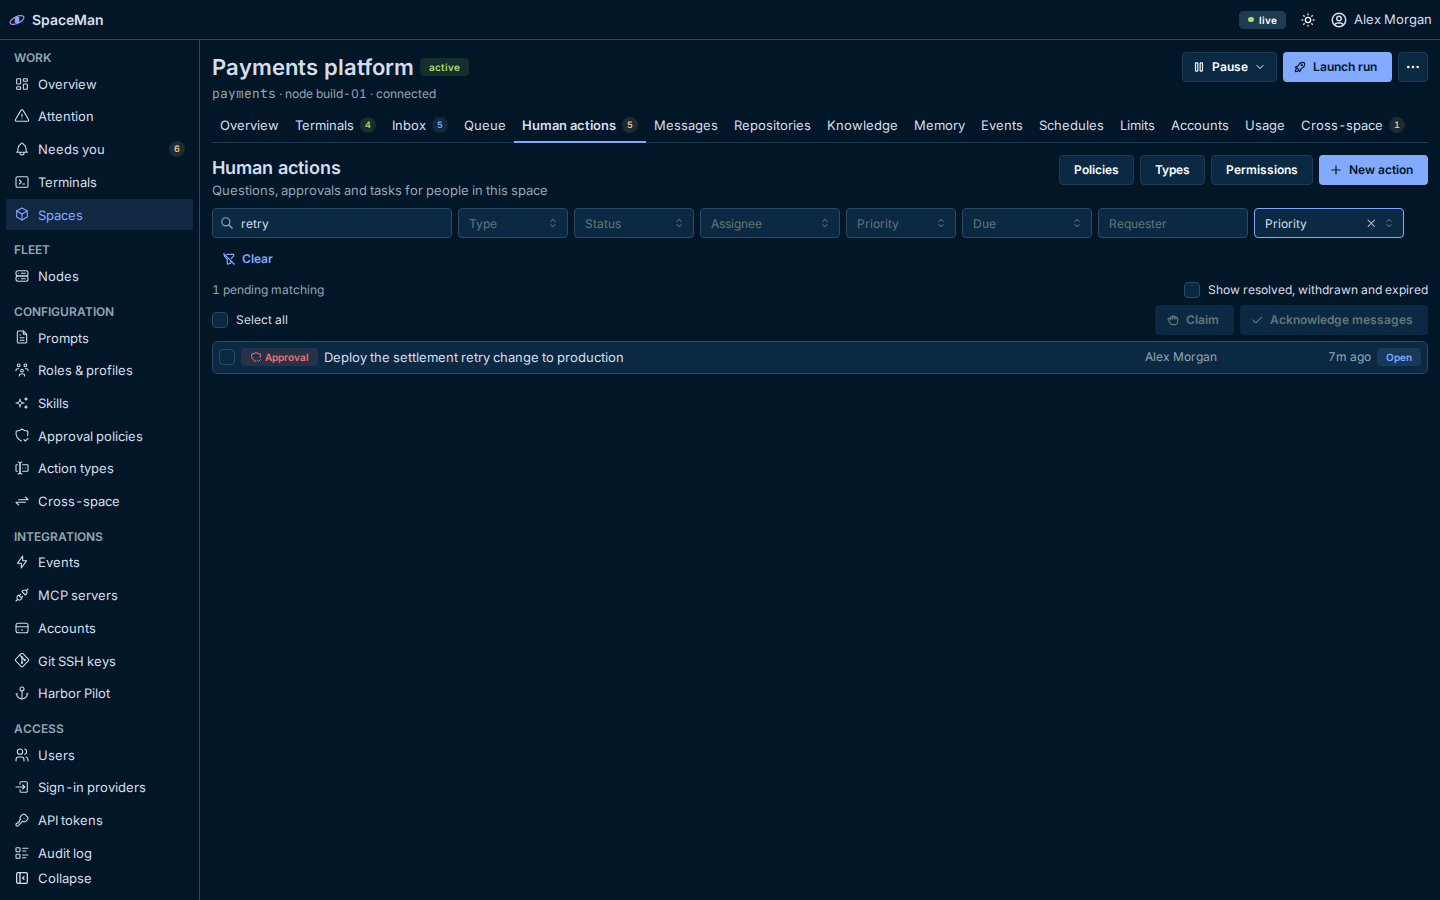 SpaceMan
live
Alex Morgan
WORK
Overview
Attention
Needs you 6
Terminals
Spaces
FLEET
Nodes
CONFIGURATION
Prompts
Roles & profiles
Skills
Approval policies
Action types
Cross-space
INTEGRATIONS
Events
MCP servers
Accounts
Git SSH keys
Harbor Pilot
ACCESS
Users
Sign-in providers
API tokens
Audit log
Collapse
Payments platform active
Pause
Launch run
payments · node build-01 · connected
Overview Terminals 4 Inbox 5 Queue Human actions 5 Messages Repositories Knowledge Memory Events Schedules Limits Accounts Usage Cross-space 1
Human actions
Questions, approvals and tasks for people in this space
Policies Types Permissions New action
retry Type Status Assignee Priority Due Requester Priority
Clear
1 pending matching
Show resolved, withdrawn and expired
Select all
Claim Acknowledge messages
Approval Deploy the settlement retry change to production Alex Morgan 7m ago Open